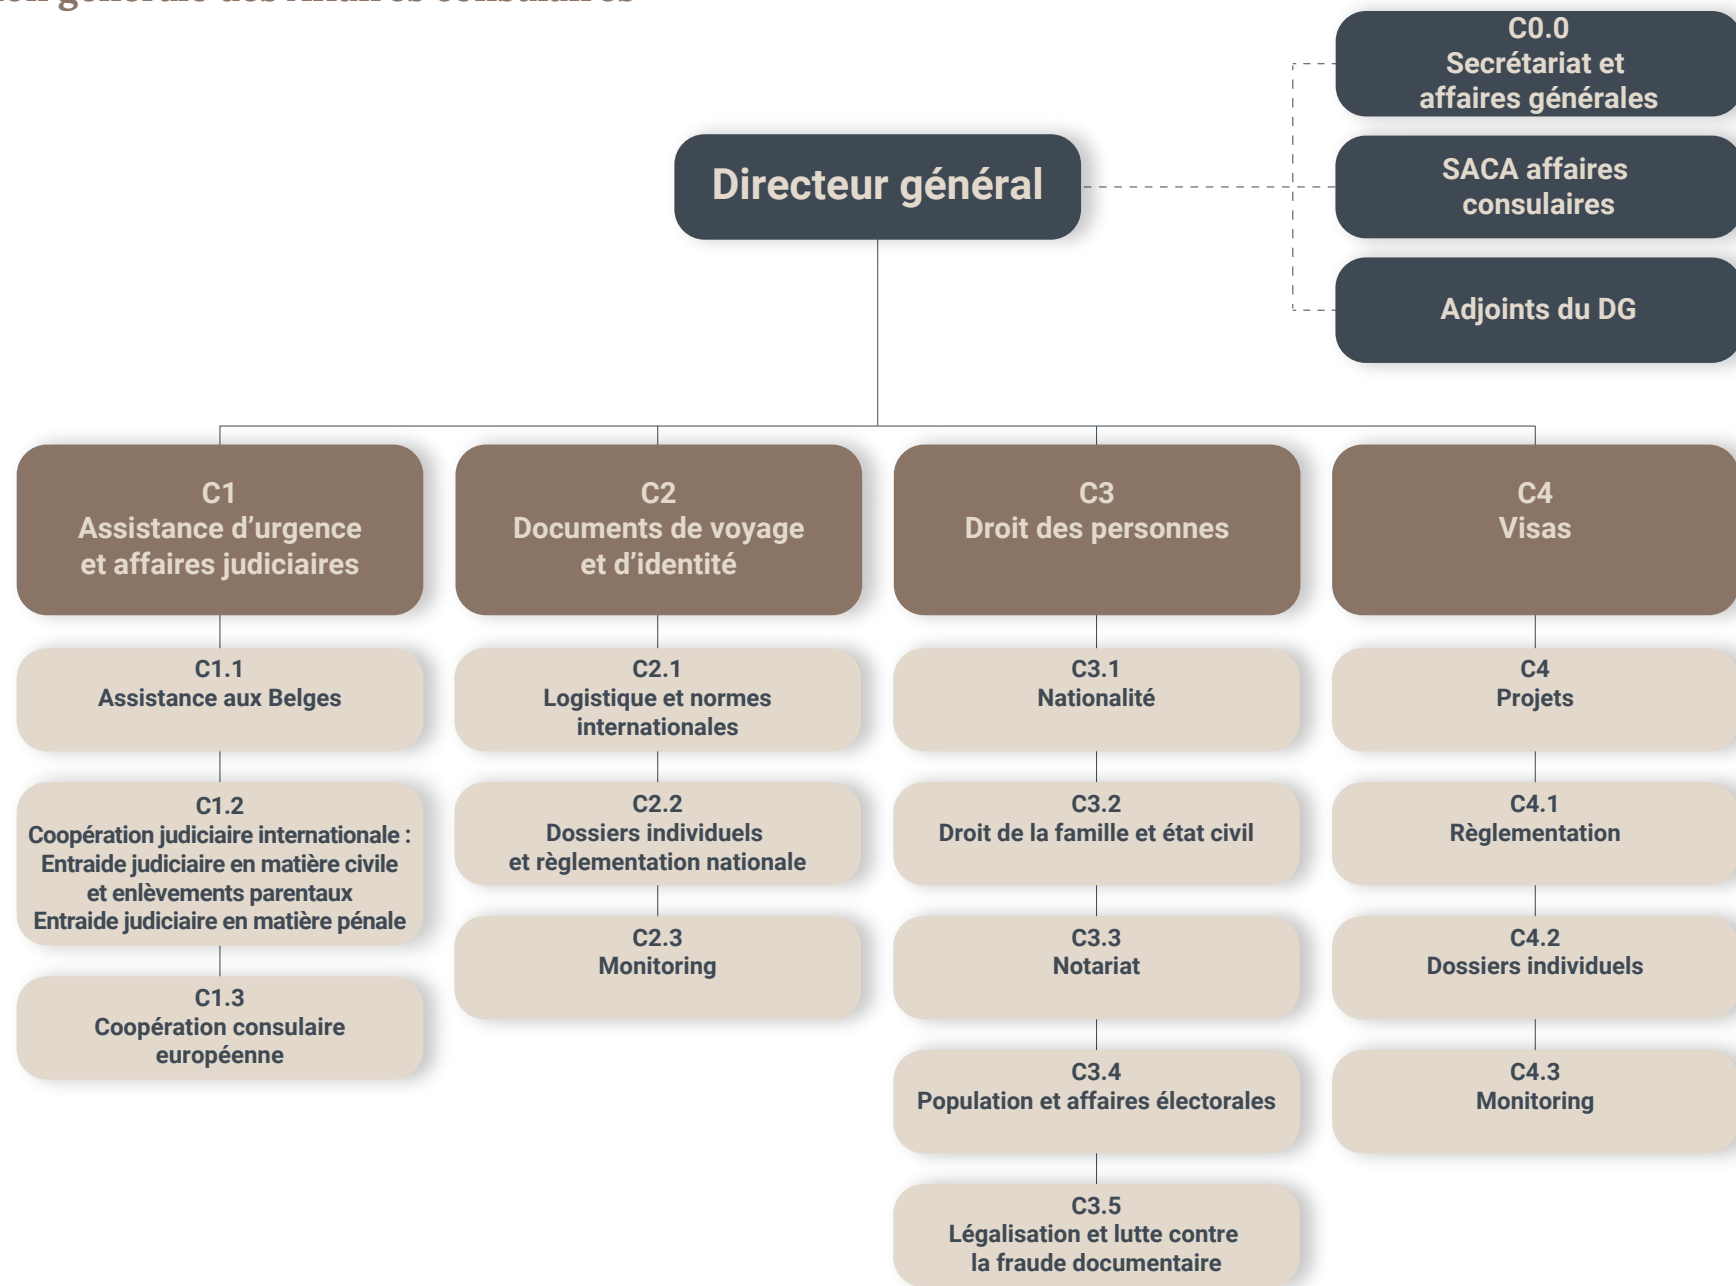 générale des Affaires consulaires
C0.0
Secrétariat et
affaires générales
Directeur général
SACA affaires
consulaires
Adjoints du DG
C1
Assistance d’urgence
et affaires judiciaires
C2
Documents de voyage
et d’identité
C3
Droit des personnes
C4
Visas
C1.1
Assistance aux Belges
C1.2
Coopération judiciaire internationale :
Entraide judiciaire en matière civile
et enlèvements parentaux
Entraide judiciaire en matière pénale
C1.3
Coopération consulaire
européenne
C2.1
Logistique et normes
internationales
C2.2
Dossiers individuels
et règlementation nationale
C2.3
Monitoring
C3.1
Nationalité
C3.2
Droit de la famille et état civil
C3.3
Notariat
C3.4
Population et affaires électorales
C3.5
Légalisation et lutte contre
la fraude documentaire
C4
Projets
C4.1
Règlementation
C4.2
Dossiers individuels
C4.3
Monitoring